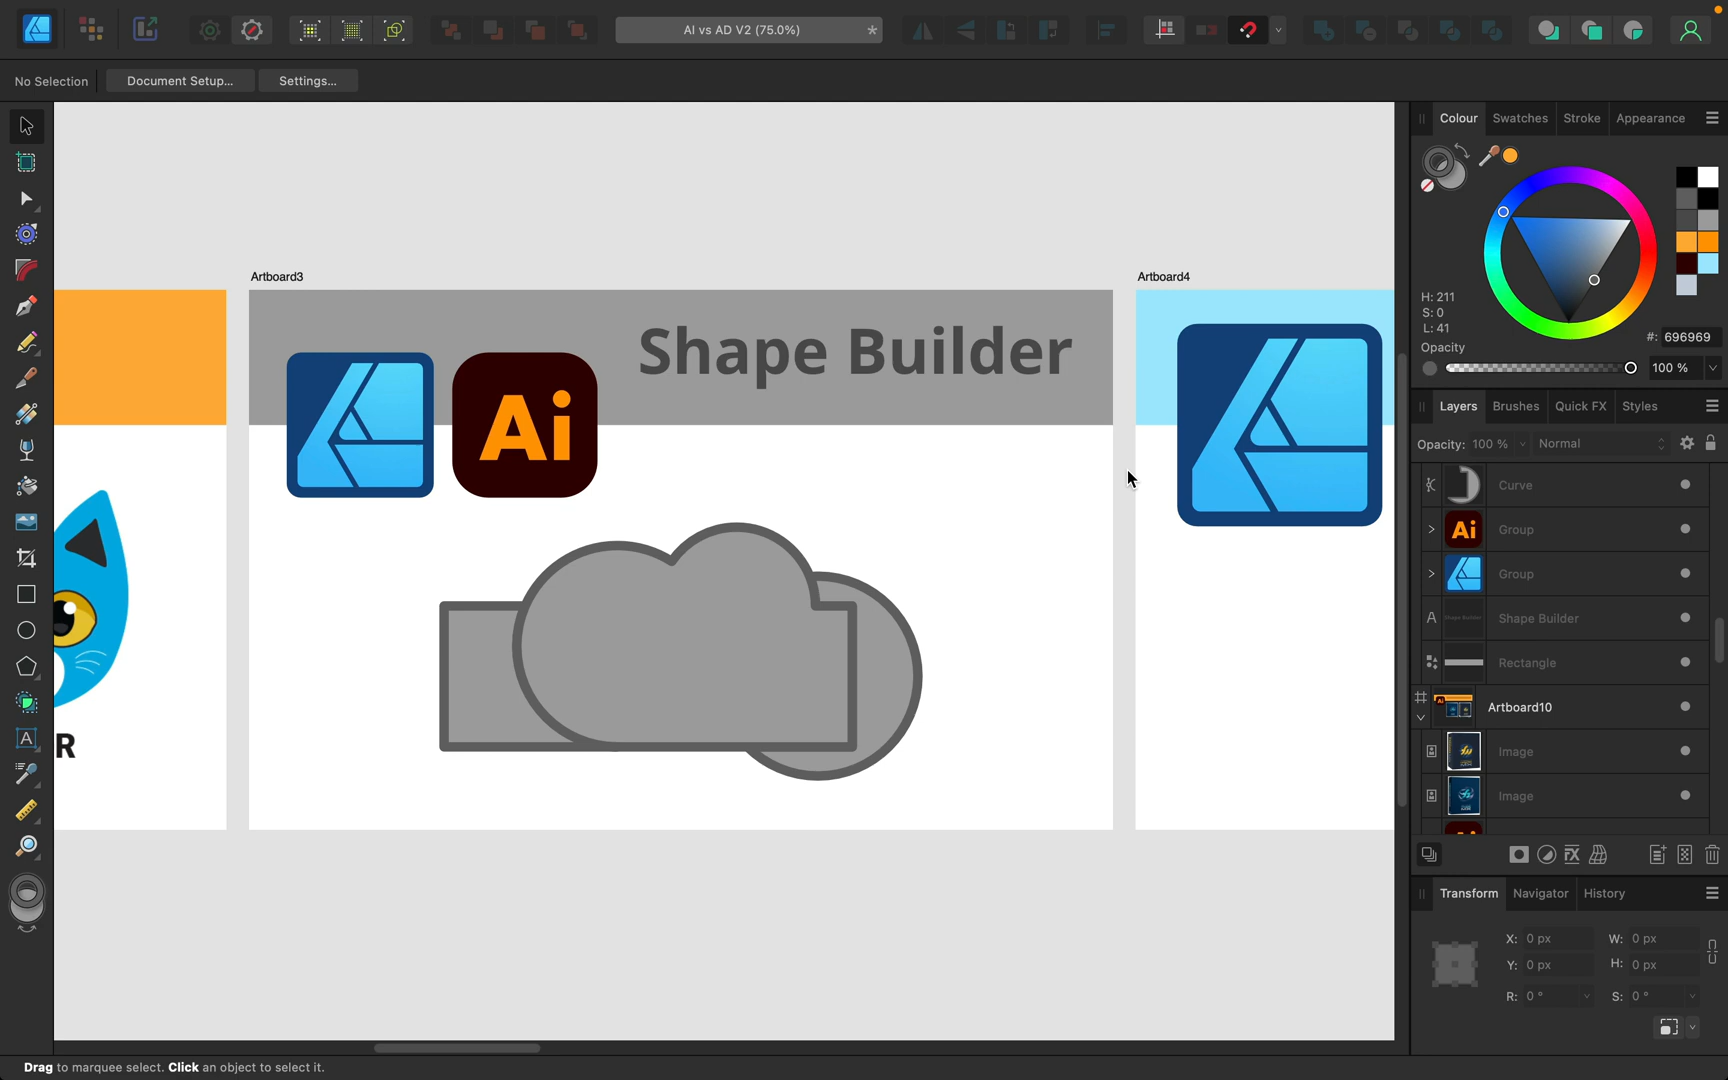 AI vs AD V2 (75.0%)
*
No Selection
Document Setup...
Settings...
Colour
Swatches
Stroke
Appearance
H: 211
S: 0
L: 41
#: 696969
Opacity
100 %
Layers
Brushes
Quick FX
Styles
Opacity: 100 %
Normal
Curve
Ai
Group
Group
Shape Builder
Rectangle
Artboard10
Image
Image
Transform
Navigator
History
X: 0 px
W: 0 px
Y: 0 px
H: 0 px
R: 0 °
S: 0 °
Artboard3
Artboard4
Shape Builder
Ai
R
Drag to marquee select. Click an object to select it.